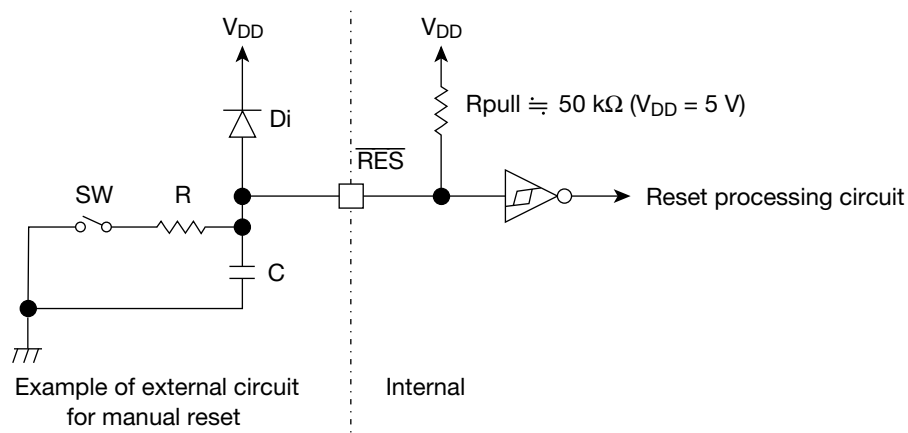 VDD
VDD
Rpull ≒ 50 kΩ (VDD = 5 V)
Di
RES
SW
R
Reset processing circuit
C
Example of external circuit
for manual reset
Internal